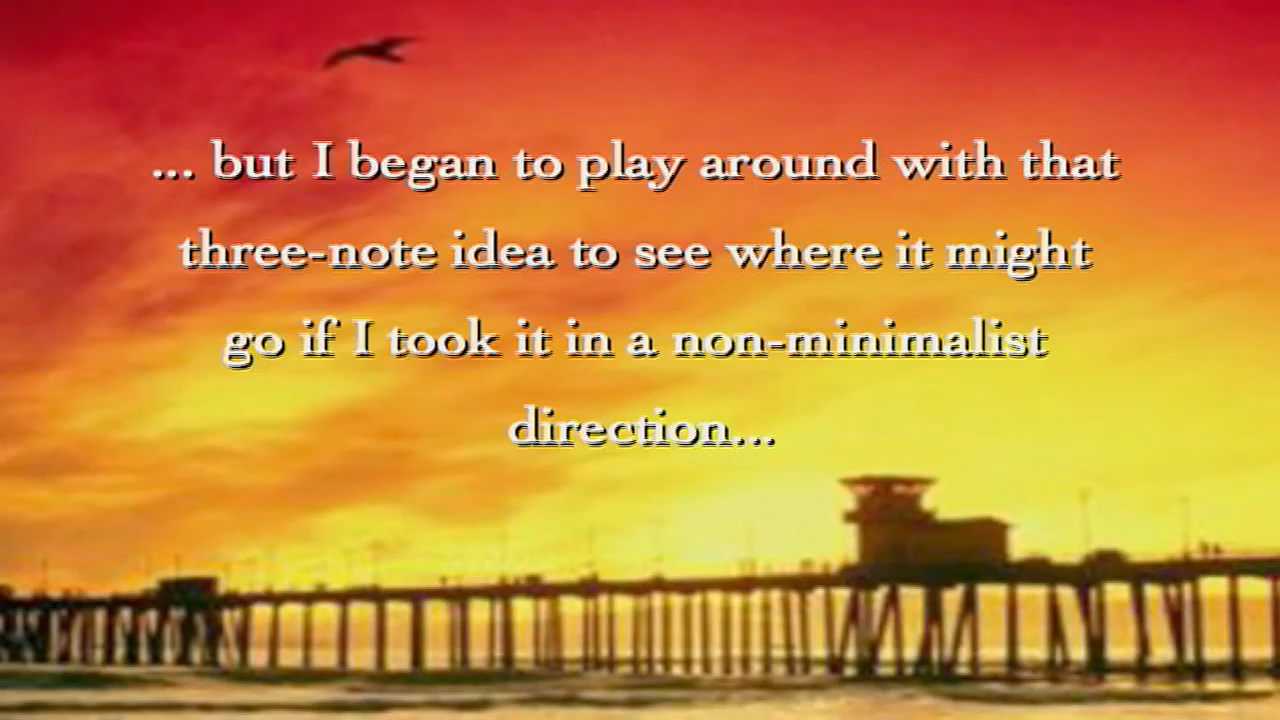 ... but I began to play around with that
three-note idea to see where it might
go if I took it in a non-minimalist
direction...